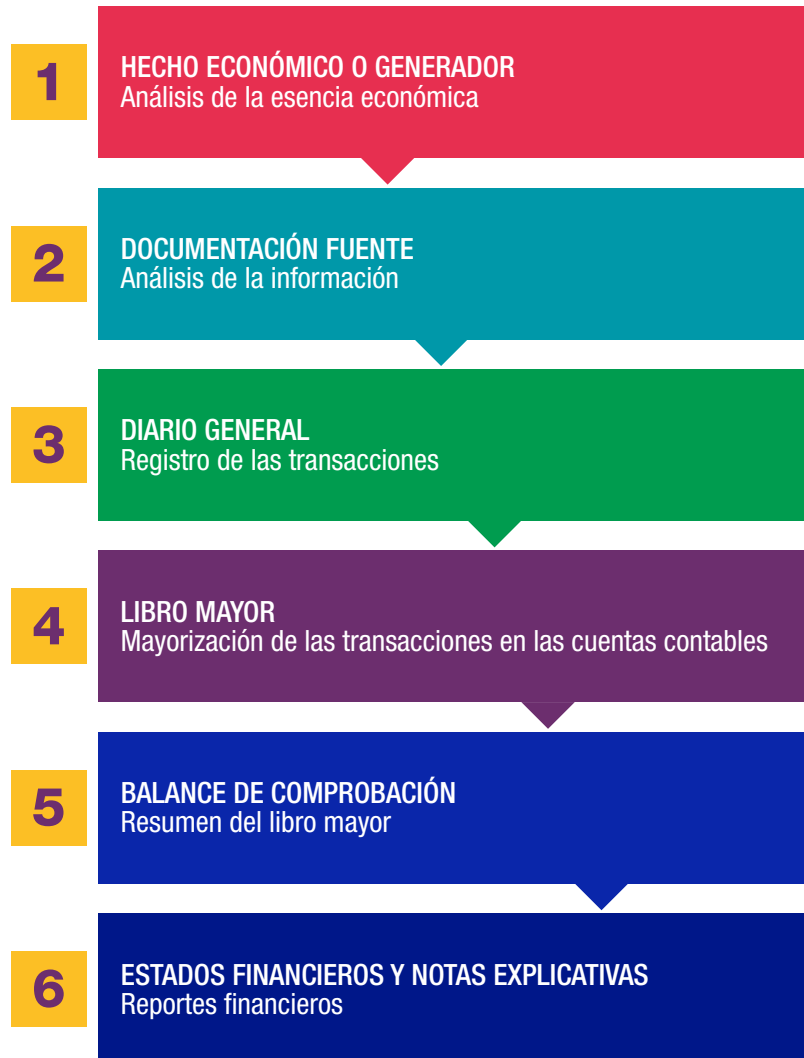 1
HECHO ECONÓMICO O GENERADOR
Análisis de la esencia económica
2
DOCUMENTACIÓN FUENTE
Análisis de la información
3
DIARIO GENERAL
Registro de las transacciones
4
LIBRO MAYOR
Mayorización de las transacciones en las cuentas contables
5
BALANCE DE COMPROBACIÓN
Resumen del libro mayor
6
ESTADOS FINANCIEROS Y NOTAS EXPLICATIVAS
Reportes financieros